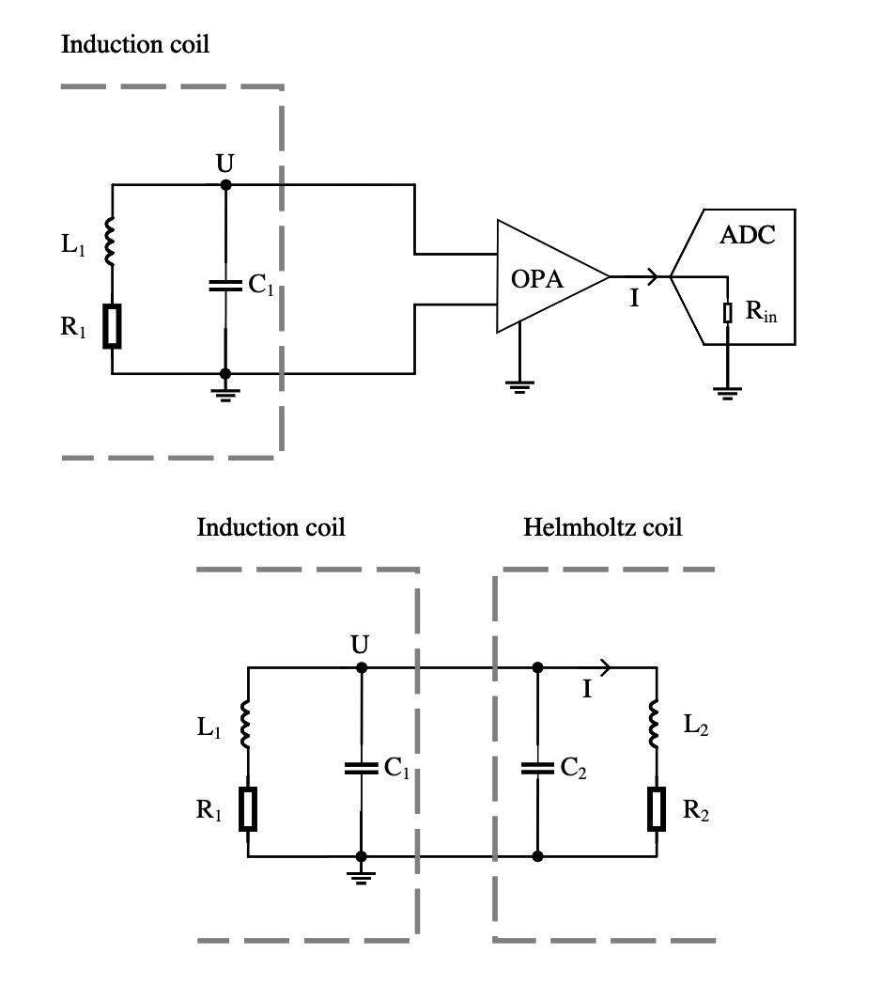 Induction coil
U
ADC
L₁
OPA
C₁
I
R₁
Rᵢₙ
Induction coil
Helmholtz coil
U
I
L₁
L₂
C₁
C₂
R₁
R₂